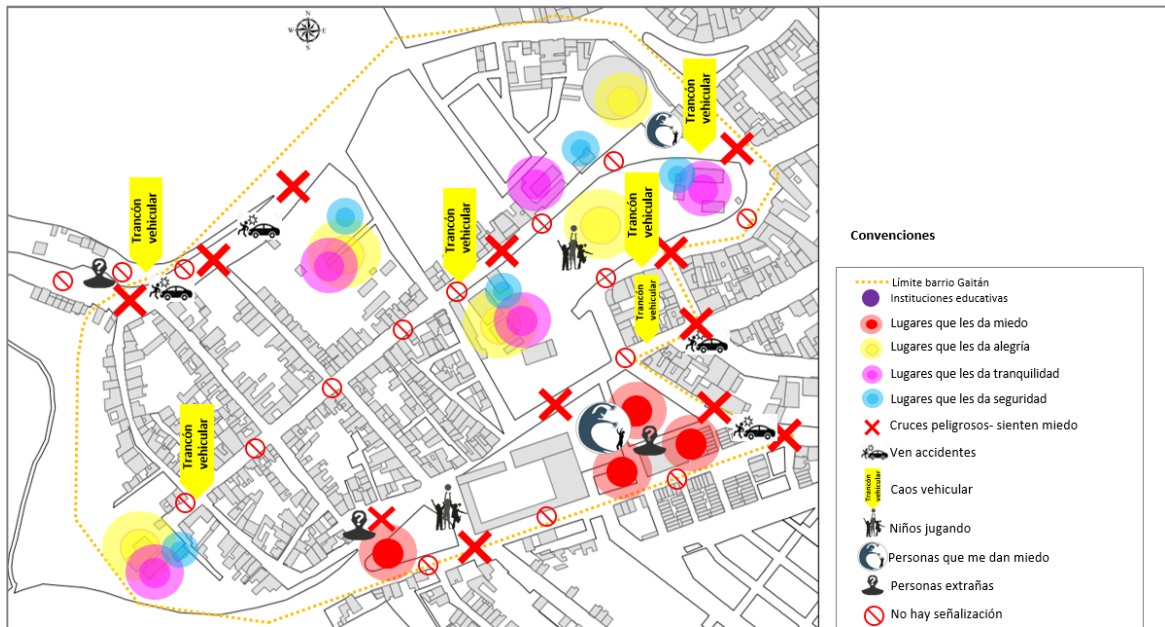 N
W
E
S
Trancón
vehicular
Trancón
vehicular
Trancón
vehicular
Trancón
vehicular
Trancón
vehicular
Trancón
vehicular
Convenciones
Límite barrio Gaitán
Instituciones educativas
Lugares que les da miedo
Lugares que les da alegría
Lugares que les da tranquilidad
Lugares que les da seguridad
Cruces peligrosos- sienten miedo
Ven accidentes
Trancón
vehicular
Caos vehicular
Niños jugando
Personas que me dan miedo
Personas extrañas
No hay señalización